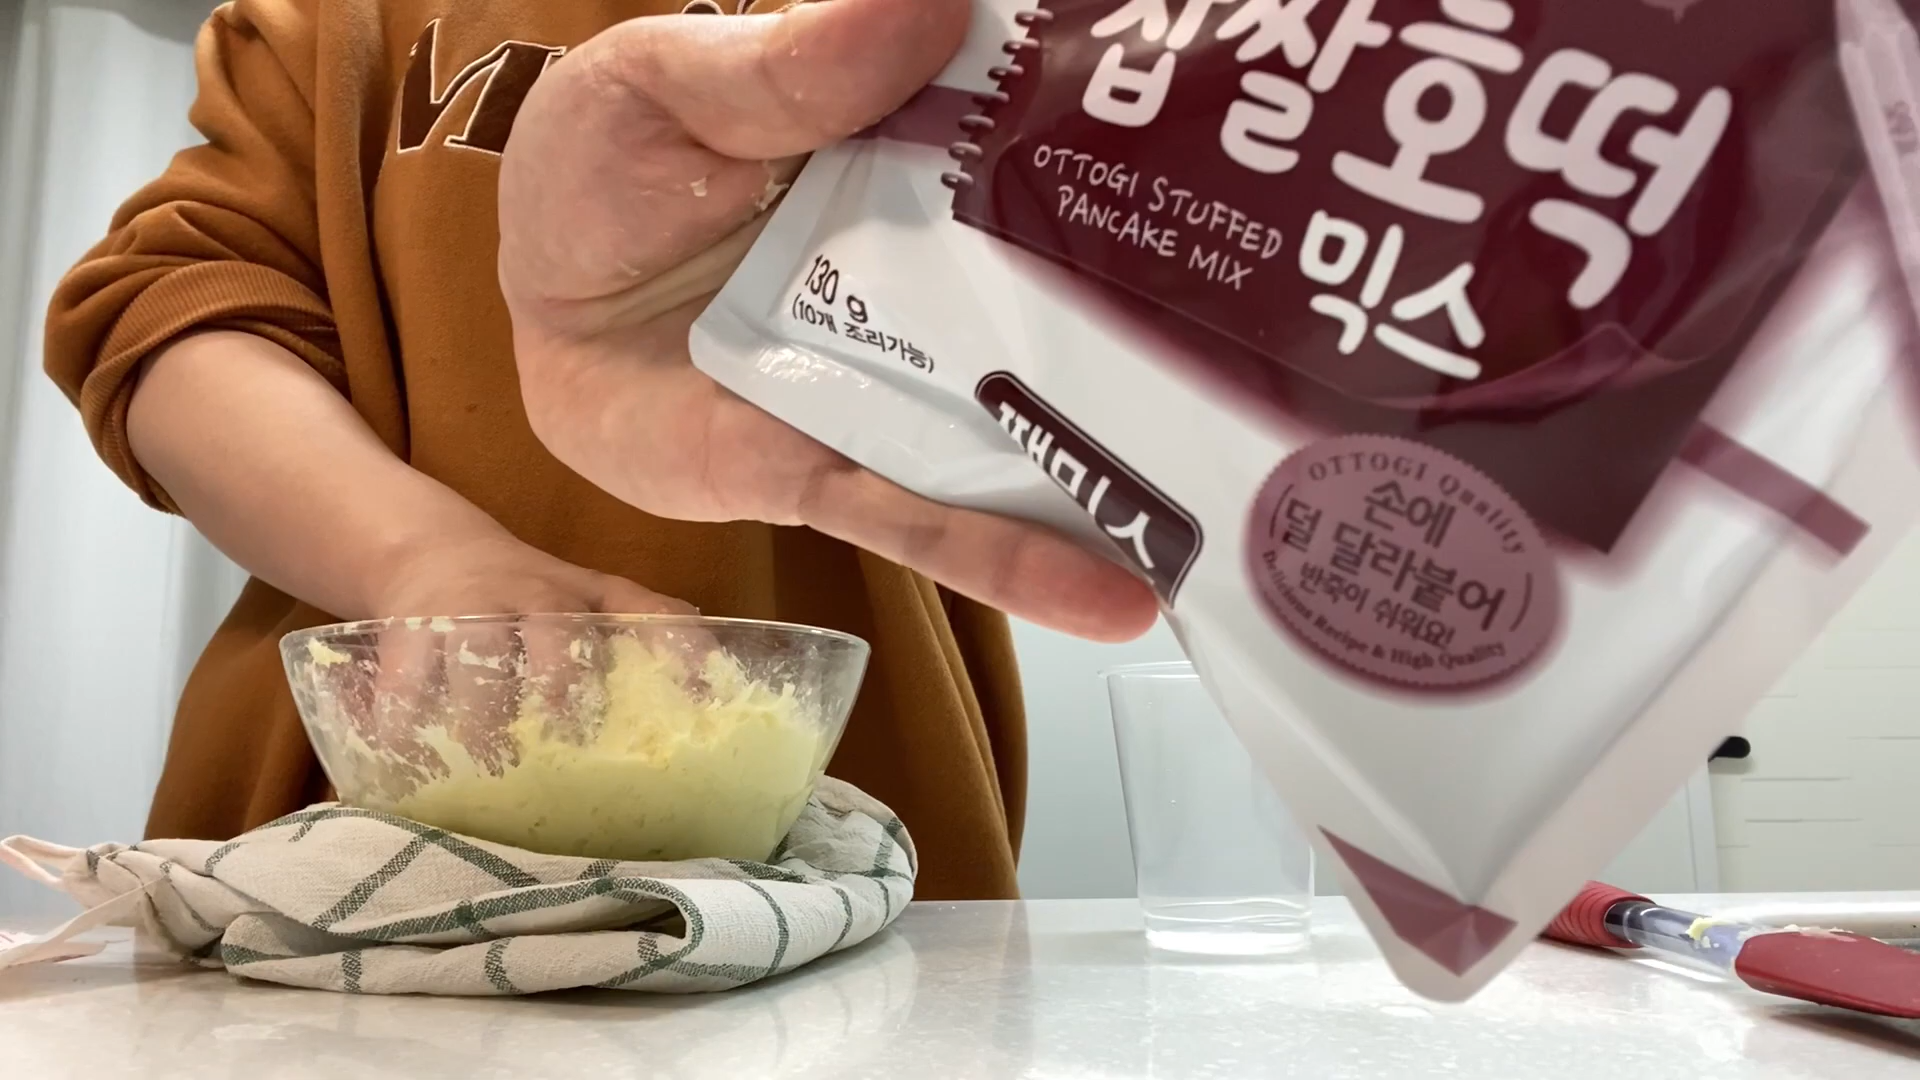 찹쌀호떡
믹스
OTTOGI STUFFED
PANCAKE MIX
130 g
(10개 조리가능)
잼믹스
OTTOGI Quality
손에
덜 달라붙어
반죽이 쉬워요!
Delicious Recipe & High Quality